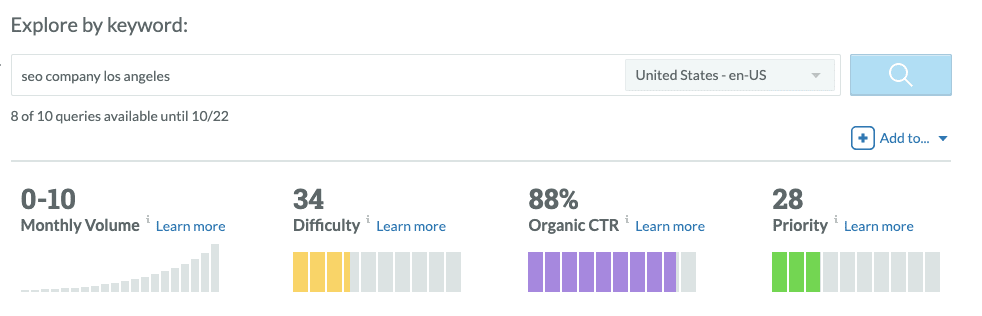 Explore by keyword:
seo company los angeles United States - en-US
8 of 10 queries available until 10/22
Add to...
0-10 34 88% 28
Monthly Volume i Learn more Difficulty i Learn more Organic CTR i Learn more Priority i Learn more